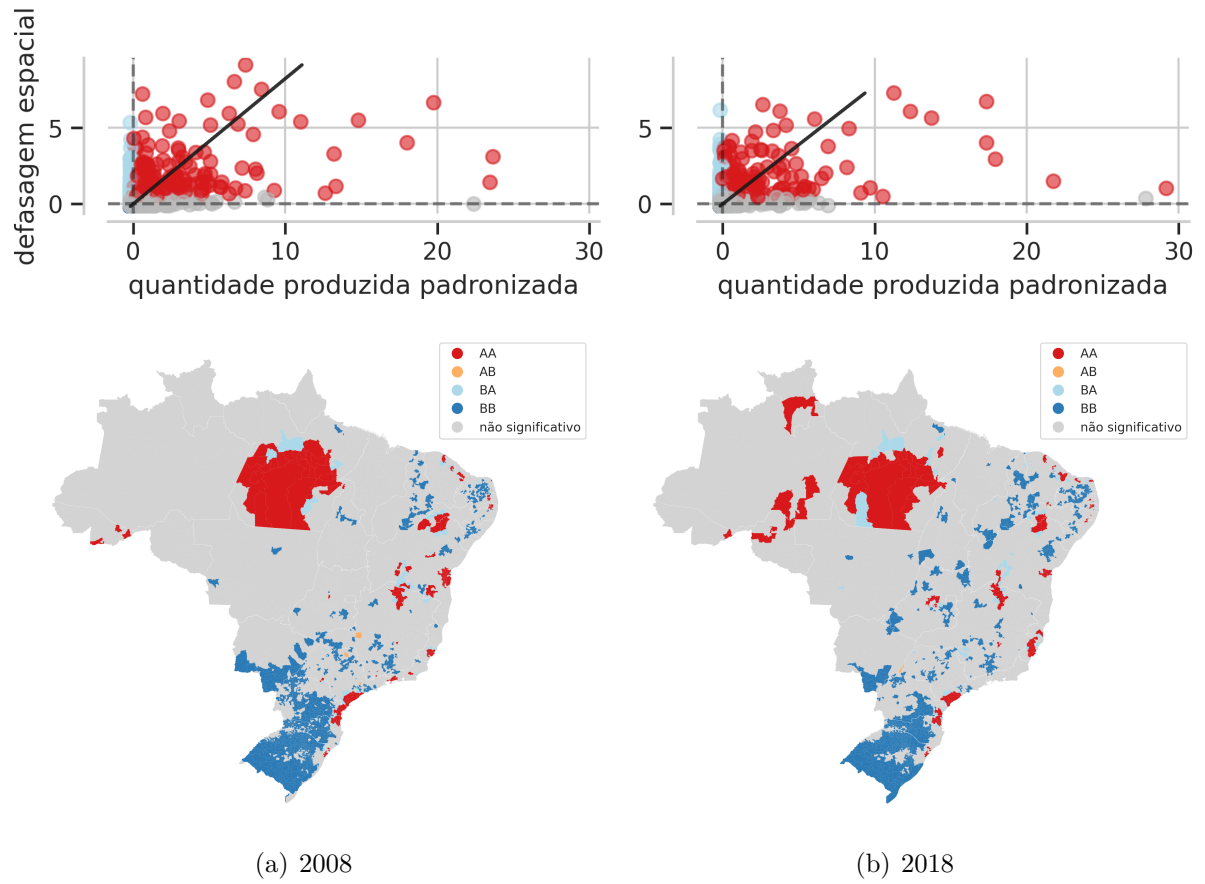 defasagem espacial
5
0
0
10
20
30
quantidade produzida padronizada
5
0
0
10
20
30
quantidade produzida padronizada
AA
AB
BA
BB
não significativo
AA
AB
BA
BB
não significativo
(a) 2008
(b) 2018